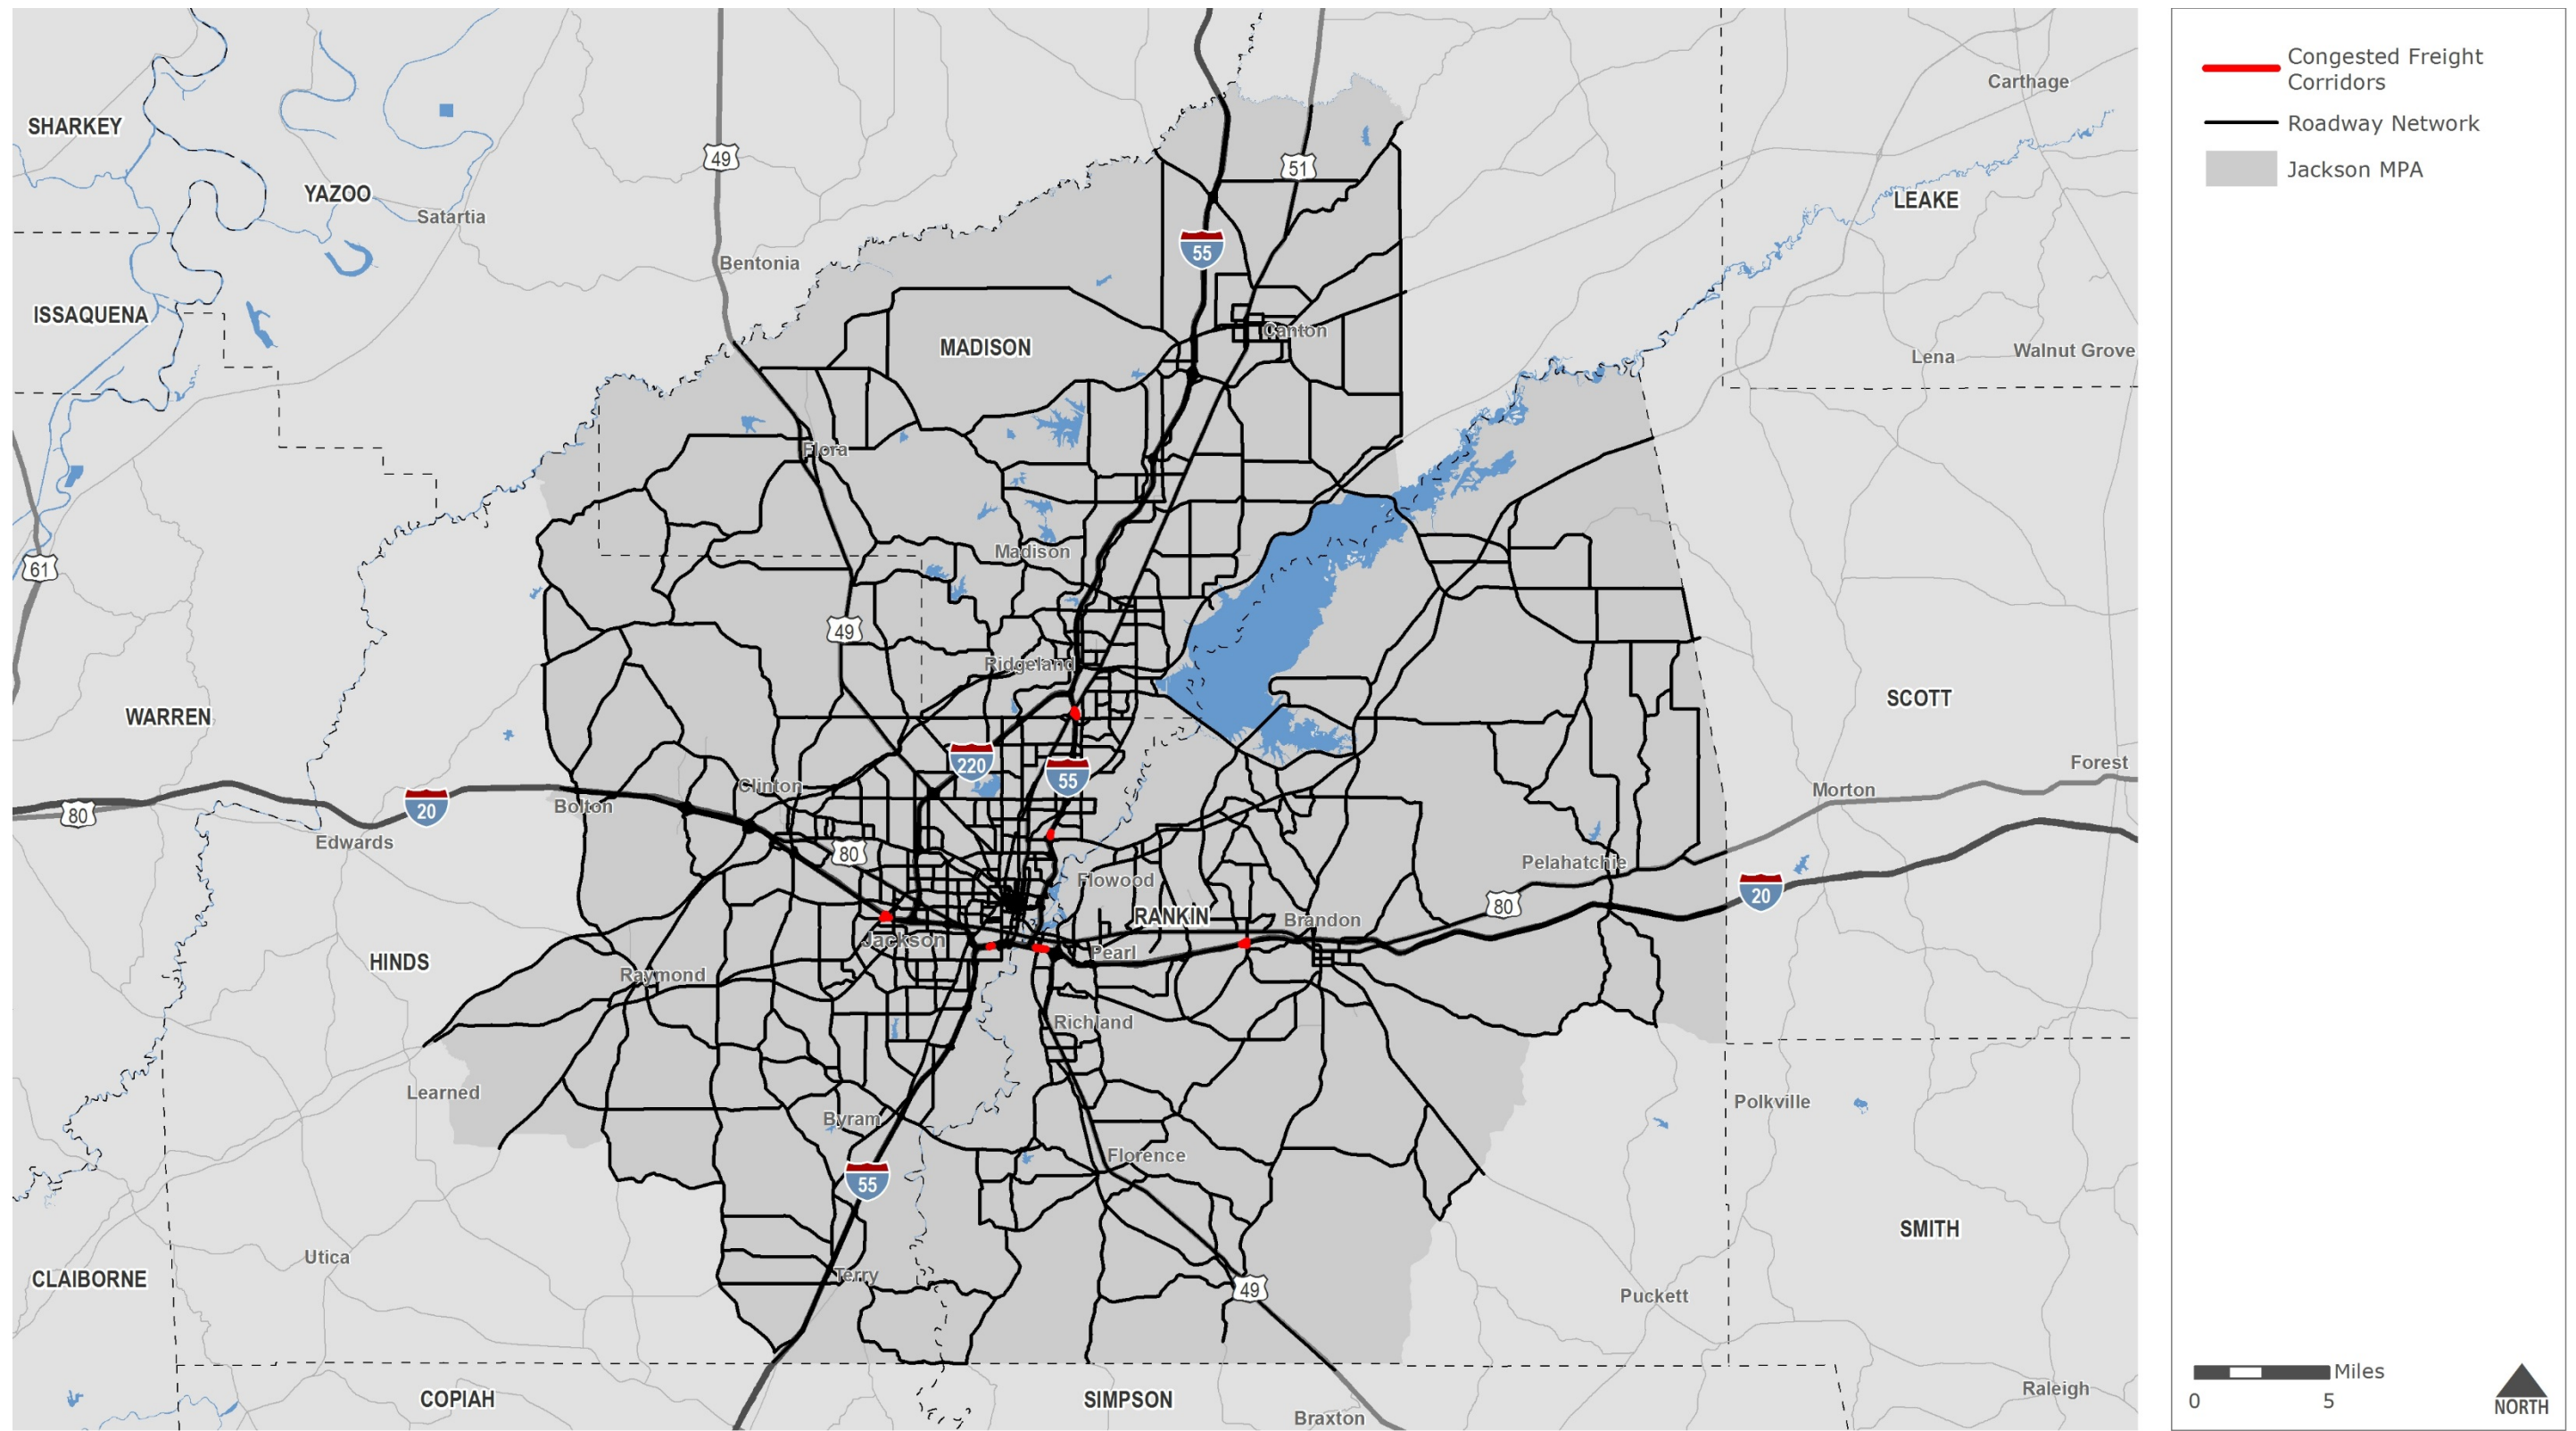 Carthage
SHARKEY
49
51
YAZOO
LEAKE
Satartia
55
Bentonia
ISSAQUENA
Canton
MADISON
Lena
Walnut Grove
Flora
Madison
61
49
Ridgeland
SCOTT
WARREN
220
55
Forest
Clinton
Morton
20
Bolton
80
Edwards
80
Pelahatchie
Flowood
20
80
RANKIN
Brandon
Jackson
Pearl
HINDS
Raymond
Richland
Learned
Polkville
Byram
Florence
55
SMITH
Utica
Terry
CLAIBORNE
49
Puckett
COPIAH
SIMPSON
Raleigh
Braxton
Congested Freight
Corridors
Roadway Network
Jackson MPA
Miles
0 5
NORTH